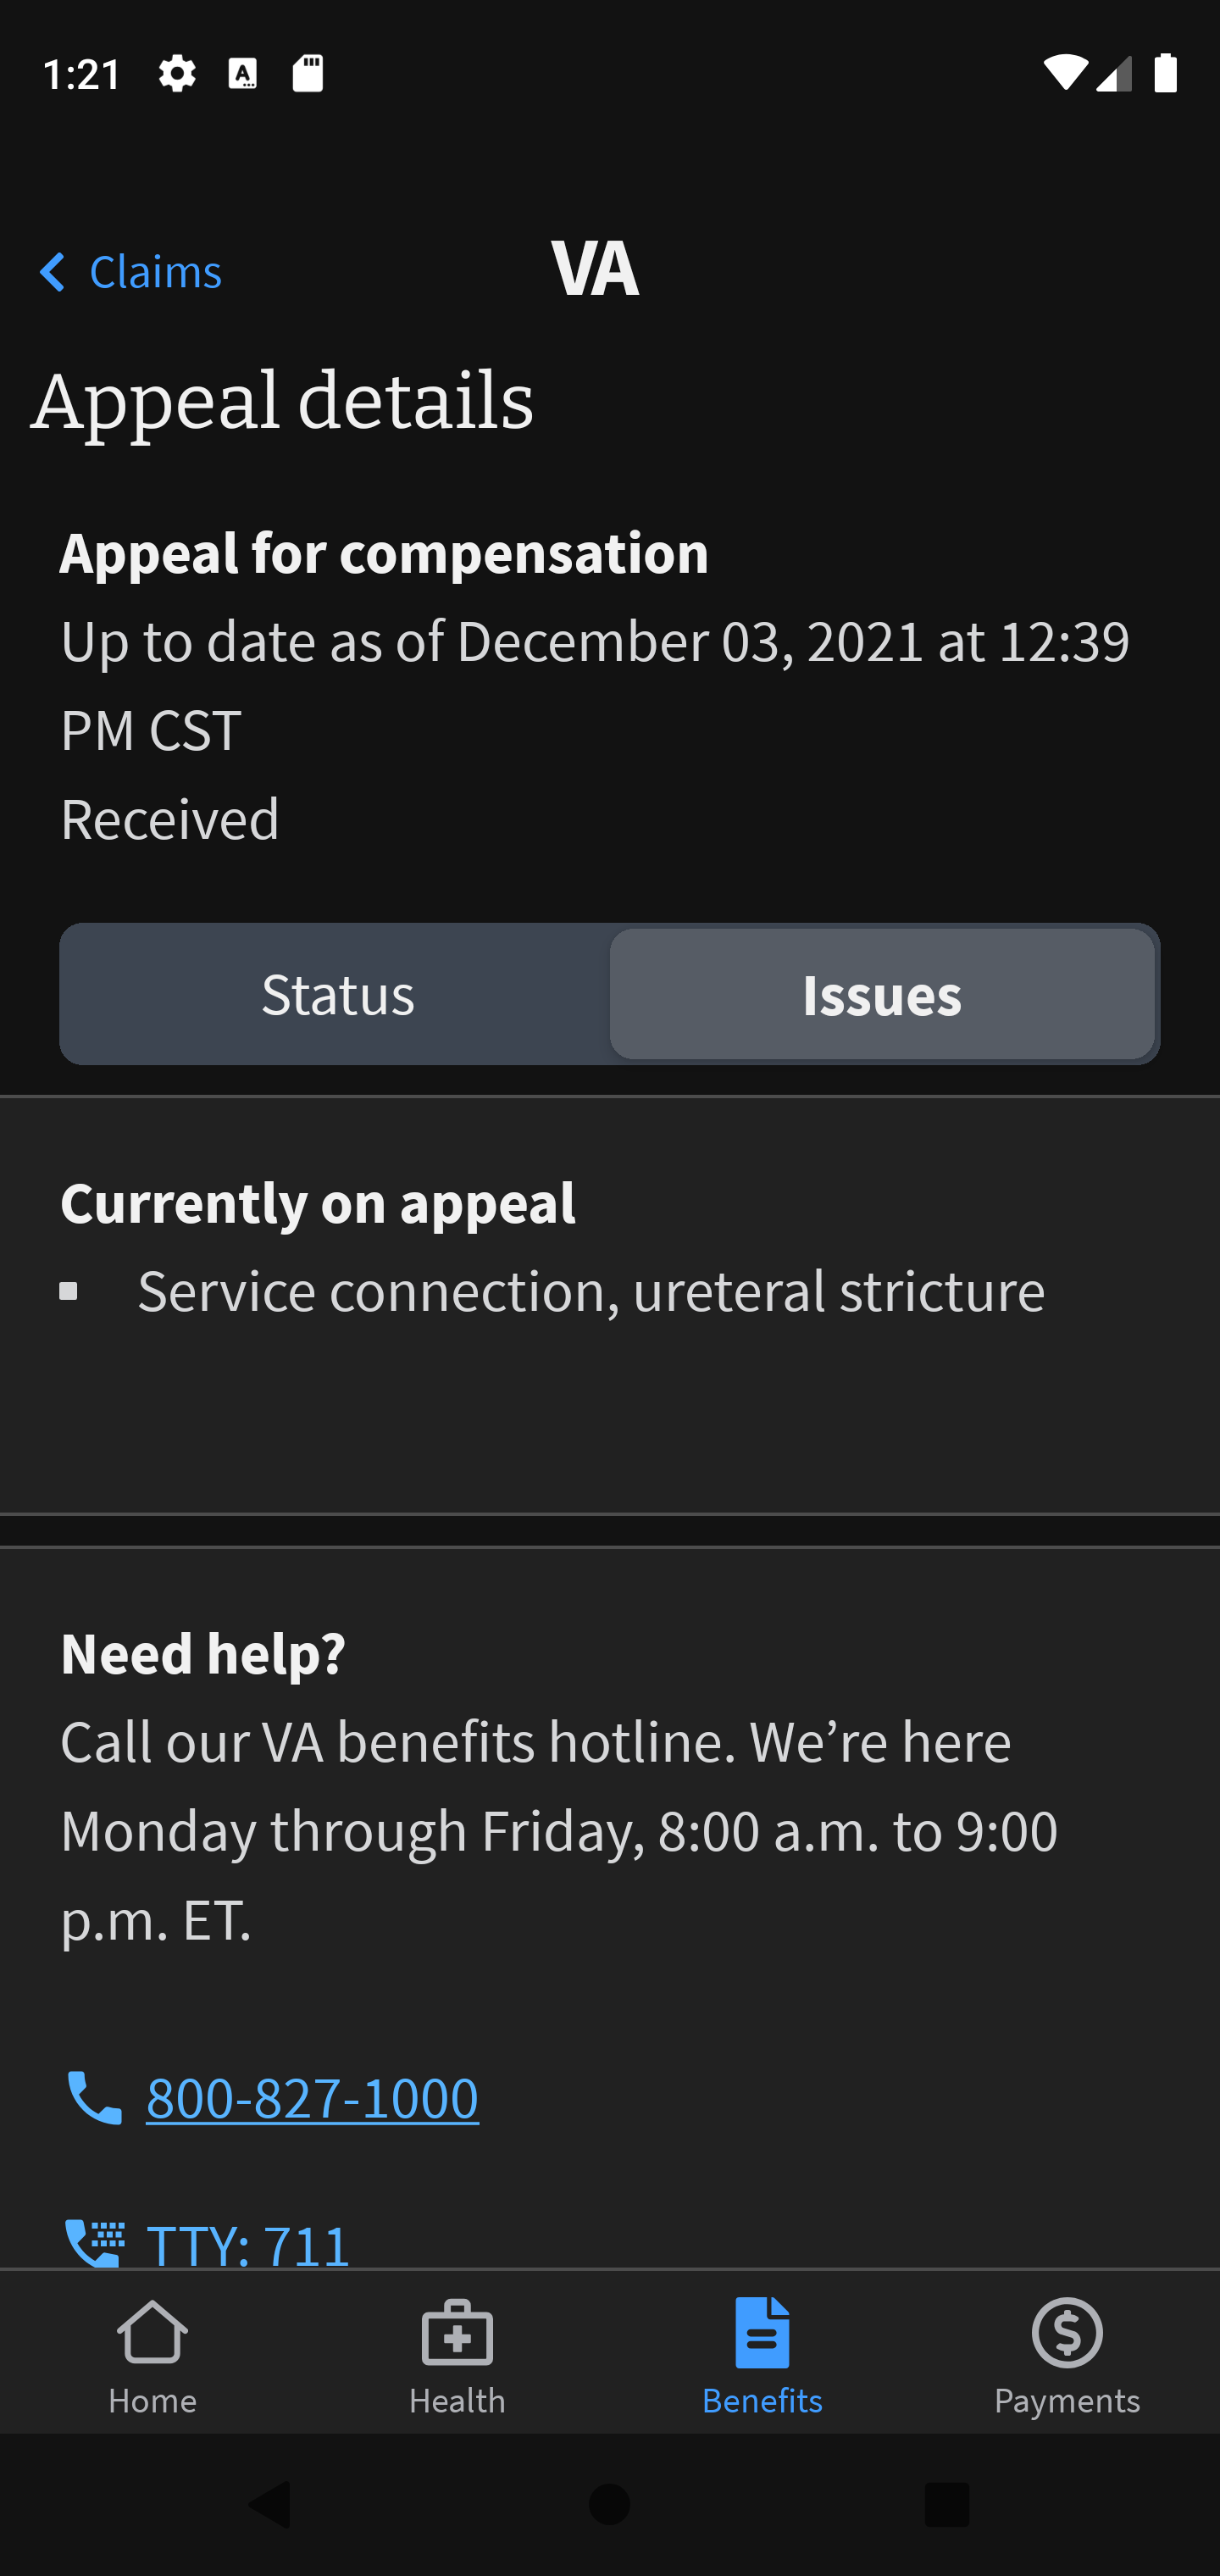 1:21
Claims
VA
Appeal details
Appeal for compensation
Up to date as of December 03, 2021 at 12:39
PM CST
Received
Status
Issues
Currently on appeal
Service connection, ureteral stricture
Need help?
Call our VA benefits hotline. We’re here
Monday through Friday, 8:00 a.m. to 9:00
p.m. ET.
800-827-1000
TTY: 711
Home
Health
Benefits
Payments